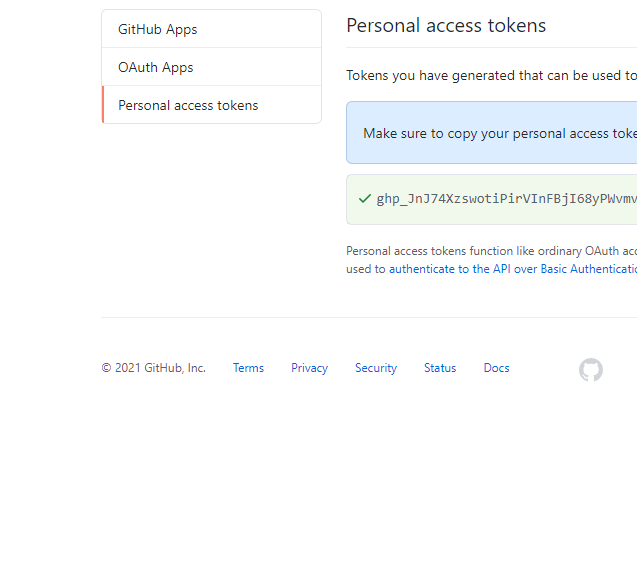 GitHub Apps
OAuth Apps
Personal access tokens
Personal access tokens
Tokens you have generated that can be used to
Make sure to copy your personal access toke
ghp_JnJ74XzswotiPirVInFBjI68yPWvmv
Personal access tokens function like ordinary OAuth acc
used to authenticate to the API over Basic Authenticatio
© 2021 GitHub, Inc. Terms Privacy Security Status Docs